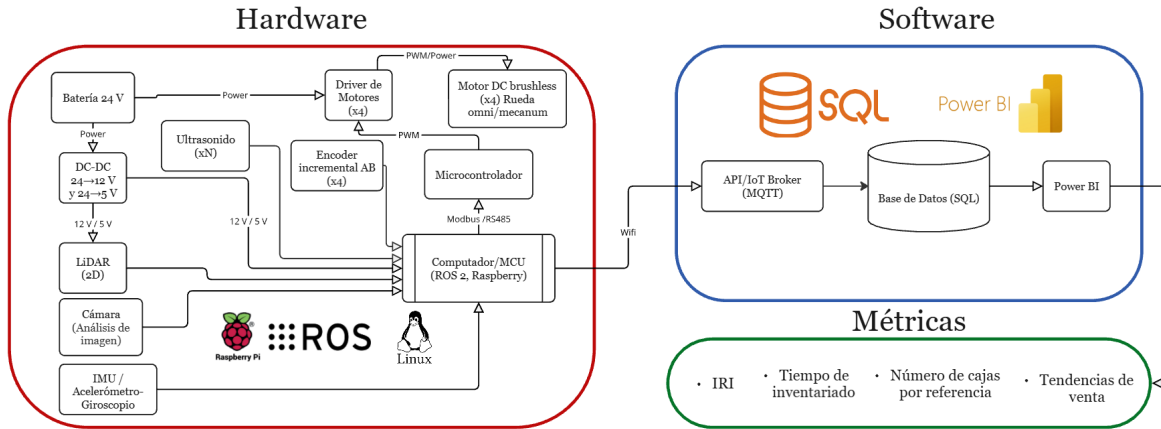 Hardware
Software
PWM/Power
Batería 24 V
Power
Driver de
Motores
(x4)
Motor DC brushless
(x4) Rueda
omni/mecanum
SQL
Power BI
Power
Ultrasonido
(xN)
PWM
DC-DC
24→12 V
y 24→5 V
Encoder
incremental AB
(x4)
Microcontrolador
API/IoT Broker
(MQTT)
Base de Datos (SQL)
Power BI
12 V / 5 V
12 V / 5 V
Modbus /RS485
Wifi
LiDAR
(2D)
Computador/MCU
(ROS 2, Raspberry)
Cámara
(Análisis de
imagen)
Raspberry Pi
ROS
Linux
IMU /
Acelerómetro-
Giroscopio
Métricas
· IRI
· Tiempo de
inventariado
· Número de cajas
por referencia
· Tendencias de
venta